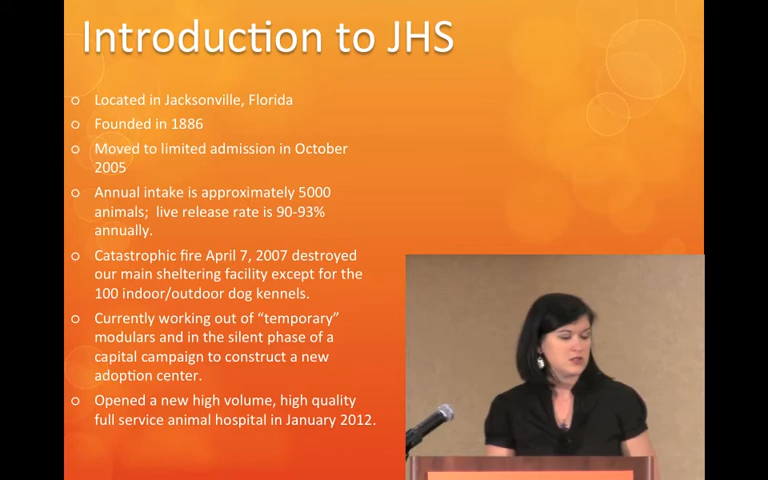 Introduction to JHS
Located in Jacksonville, Florida
Founded in 1886
Moved to limited admission in October
2005
Annual intake is approximately 5000
animals;  live release rate is 90-93%
annually.
Catastrophic fire April 7, 2007 destroyed
our main sheltering facility except for the
100 indoor/outdoor dog kennels.
Currently working out of “temporary”
modulars and in the silent phase of a
capital campaign to construct a new
adoption center.
Opened a new high volume, high quality
full service animal hospital in January 2012.